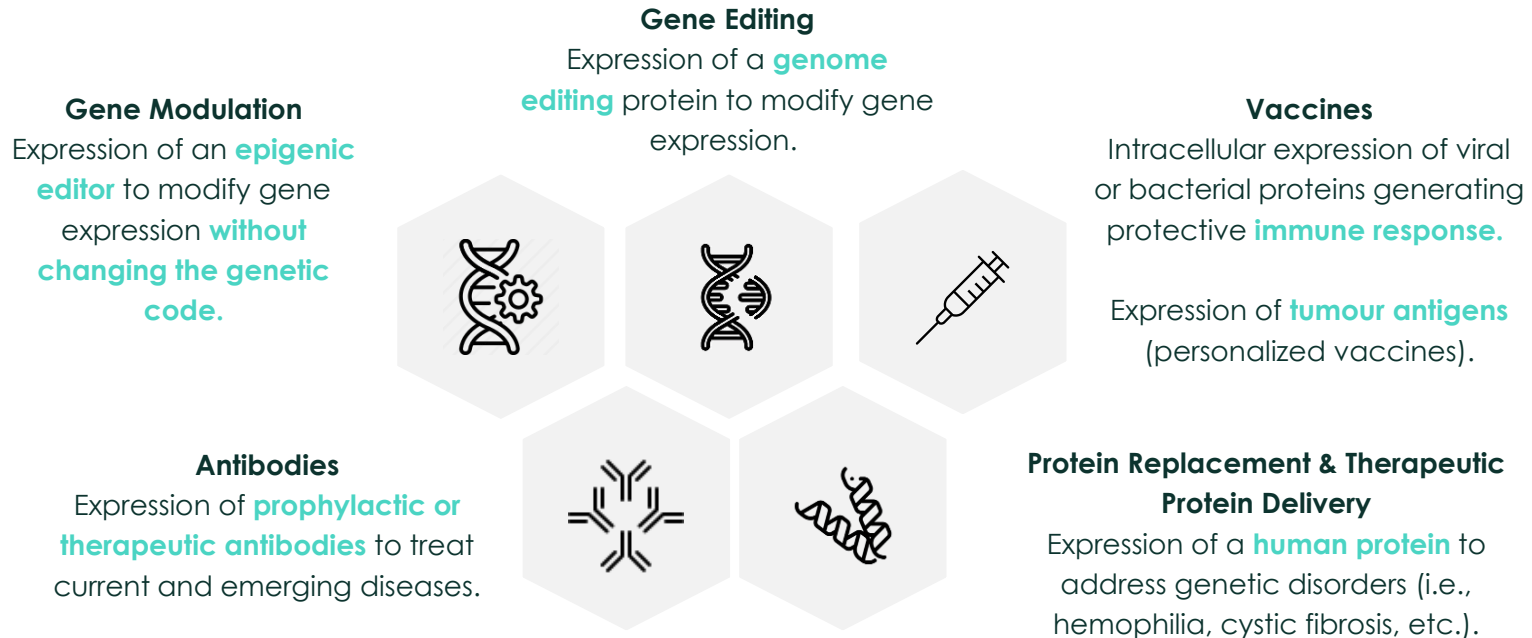 Gene Editing
Expression of a genome
editing protein to modify gene
expression.
Gene Modulation
Expression of an epigenic
editor to modify gene
expression without
changing the genetic
code.
Vaccines
Intracellular expression of viral
or bacterial proteins generating
protective immune response.
Expression of tumour antigens
(personalized vaccines).
Antibodies
Expression of prophylactic or
therapeutic antibodies to treat
current and emerging diseases.
Protein Replacement & Therapeutic
Protein Delivery
Expression of a human protein to
address genetic disorders (i.e.,
hemophilia, cystic fibrosis, etc.).